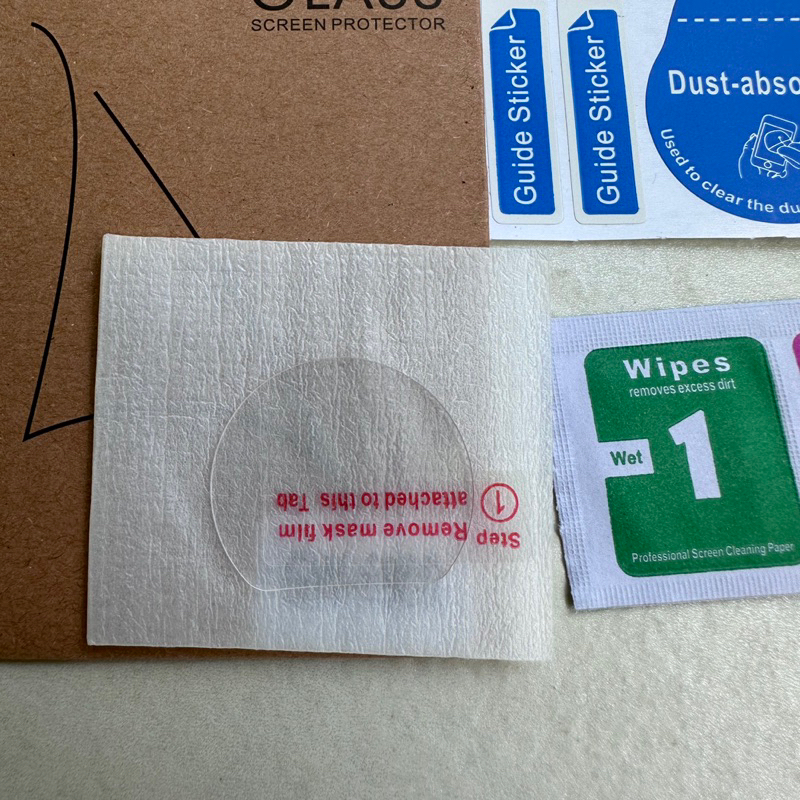 GLASS
SCREEN PROTECTOR
Guide Sticker
Guide Sticker
Dust-abso
Used to clear the du
Wipes
removes excess dirt
Wet
1
Professional Screen Cleaning Paper
Step 1
Remove mask film
attached to this Tab